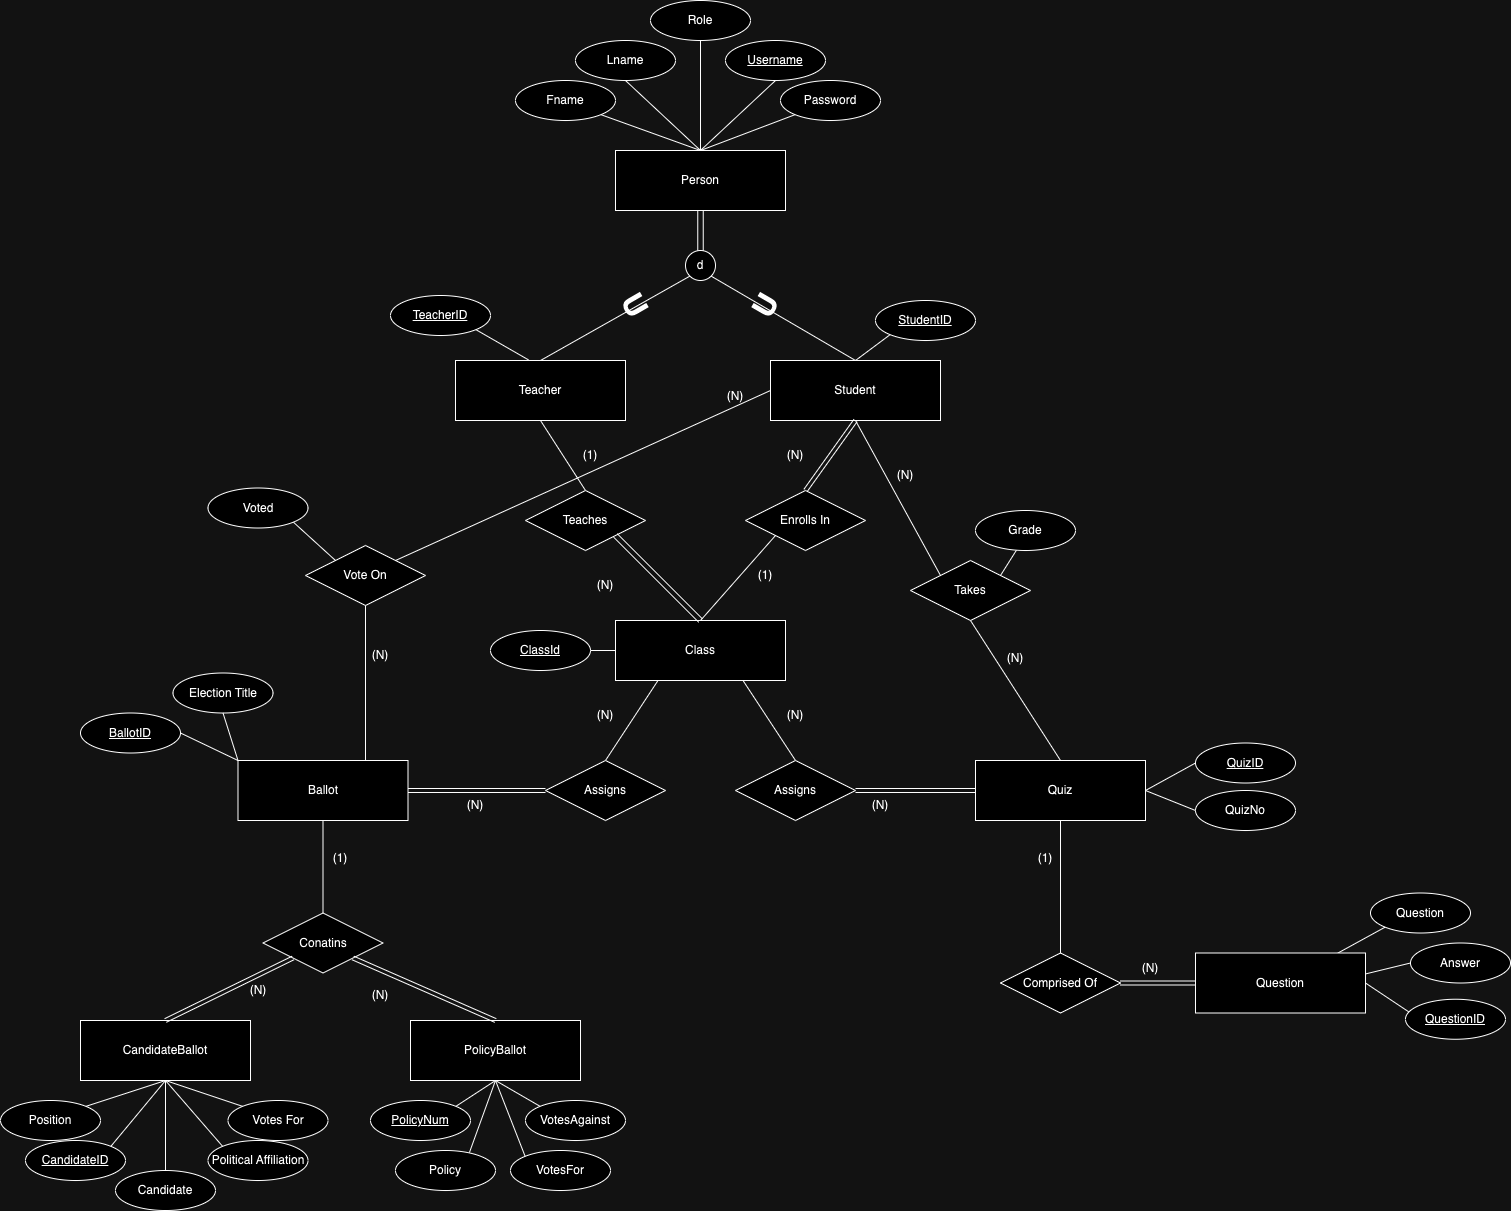 Role
Lname
Username
Fname
Password
Person
d
TeacherID
StudentID
Teacher
Student
(N)
(1)
(N)
(N)
Voted
Teaches
Enrolls In
Grade
Vote On
(N)
(1)
Takes
(N)
ClassId
Class
(N)
Election Title
BallotID
(N)
(N)
QuizID
Ballot
Assigns
Assigns
Quiz
(N)
(N)
QuizNo
(1)
(1)
Question
Conatins
Answer
(N)
(N)
(N)
Comprised Of
Question
QuestionID
CandidateBallot
PolicyBallot
Position
Votes For
PolicyNum
VotesAgainst
CandidateID
Political Affiliation
Policy
VotesFor
Candidate